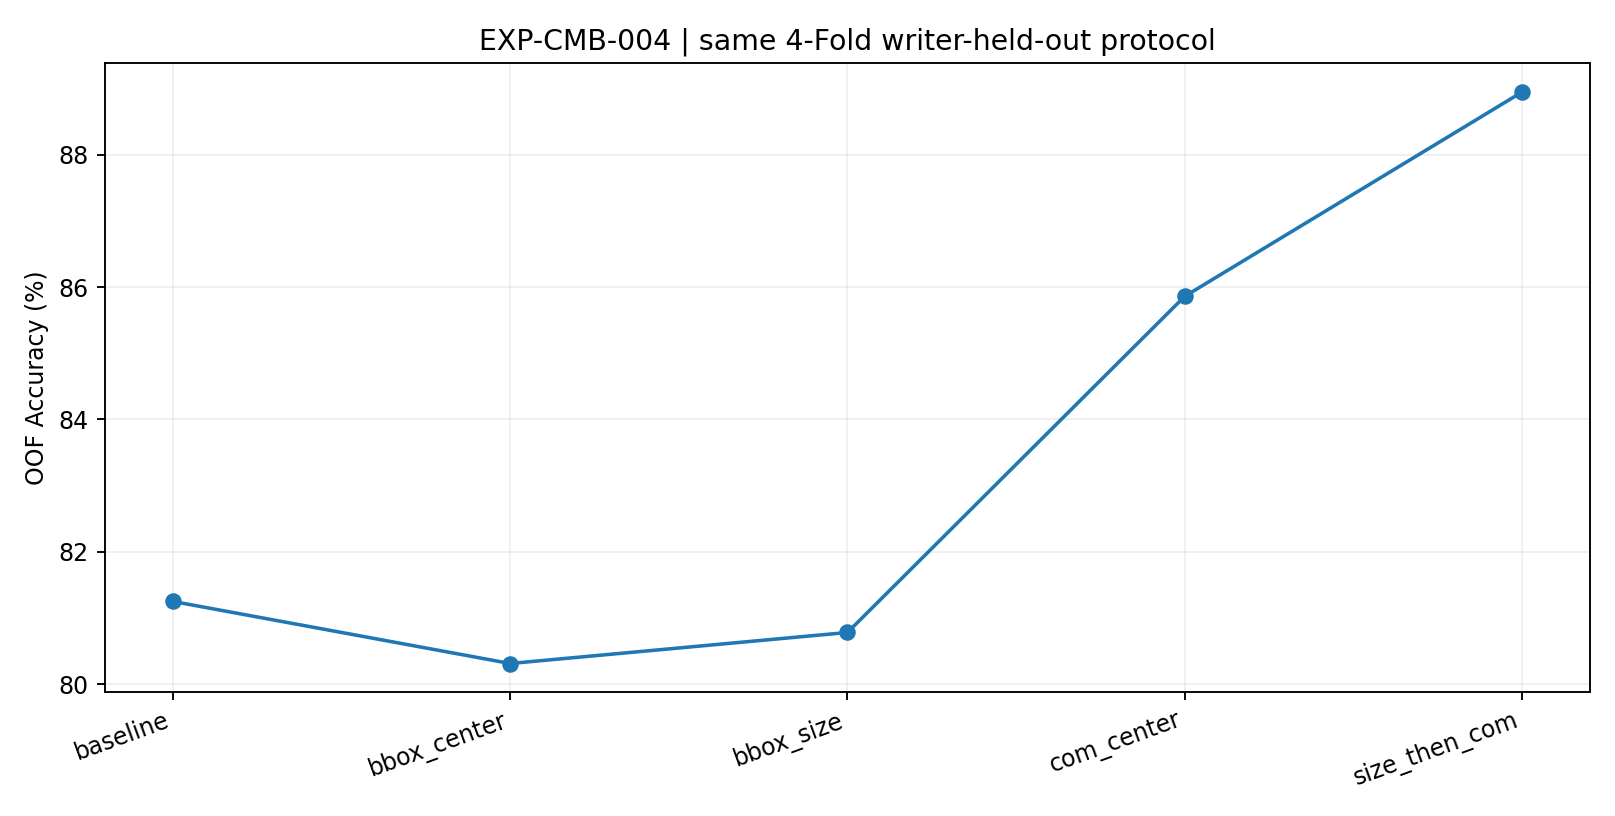 EXP-CMB-004 | same 4-Fold writer-held-out protocol
OOF Accuracy (%)
88
86
84
82
80
baseline
bbox_center
bbox_size
com_center
size_then_com